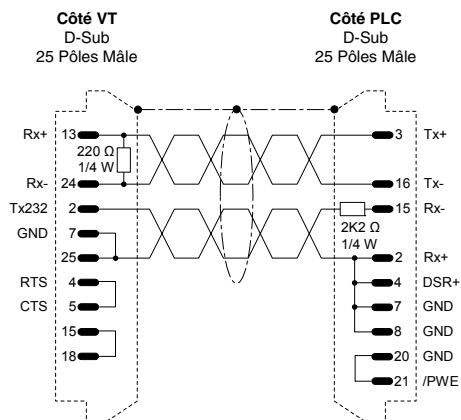 Côté VT
D-Sub
25 Pôles Mâle
Côté PLC
D-Sub
25 Pôles Mâle
Rx+ 13
220 Ω
1/4 W
Rx- 24
Tx232 2
GND 7
25
RTS 4
CTS 5
15
18
3 Tx+
16 Tx-
15 Rx-
2K2 Ω
1/4 W
2 Rx+
4 DSR+
7 GND
8 GND
20 GND
21 /PWE